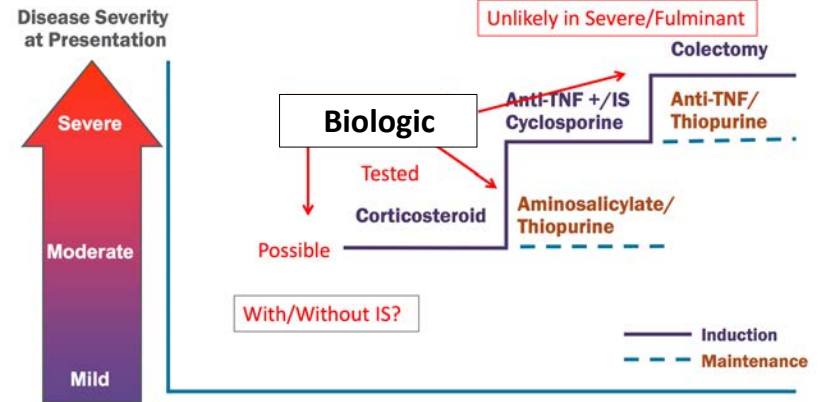 Disease Severity
at Presentation
Unlikely in Severe/Fulminant
Colectomy
Severe
Biologic
Anti-TNF +/IS
Cyclosporine
Anti-TNF/
Thiopurine
Tested
Corticosteroid
Aminosalicylate/
Thiopurine
Moderate
Possible
With/Without IS?
Induction
Maintenance
Mild